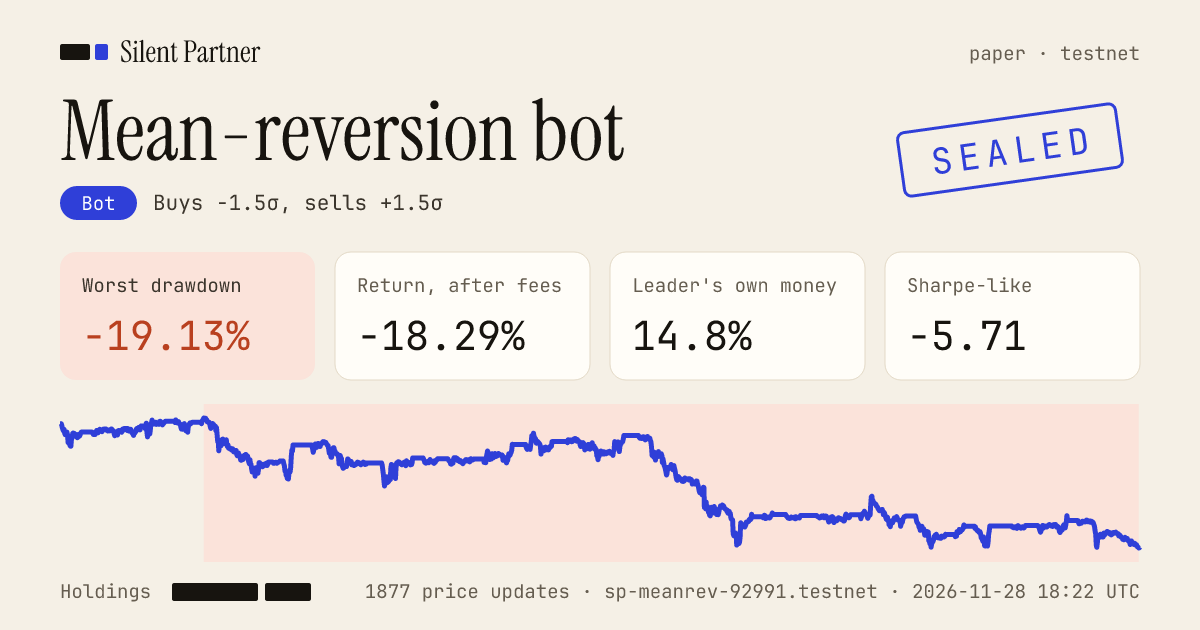 Silent Partner
paper · testnet
Mean-reversion bot
SEALED
Bot
Buys -1.5σ, sells +1.5σ
Worst drawdown
-19.13%
Return, after fees
-18.29%
Leader's own money
14.8%
Sharpe-like
-5.71
Holdings
1877 price updates · sp-meanrev-92991.testnet · 2026-11-28 18:22 UTC